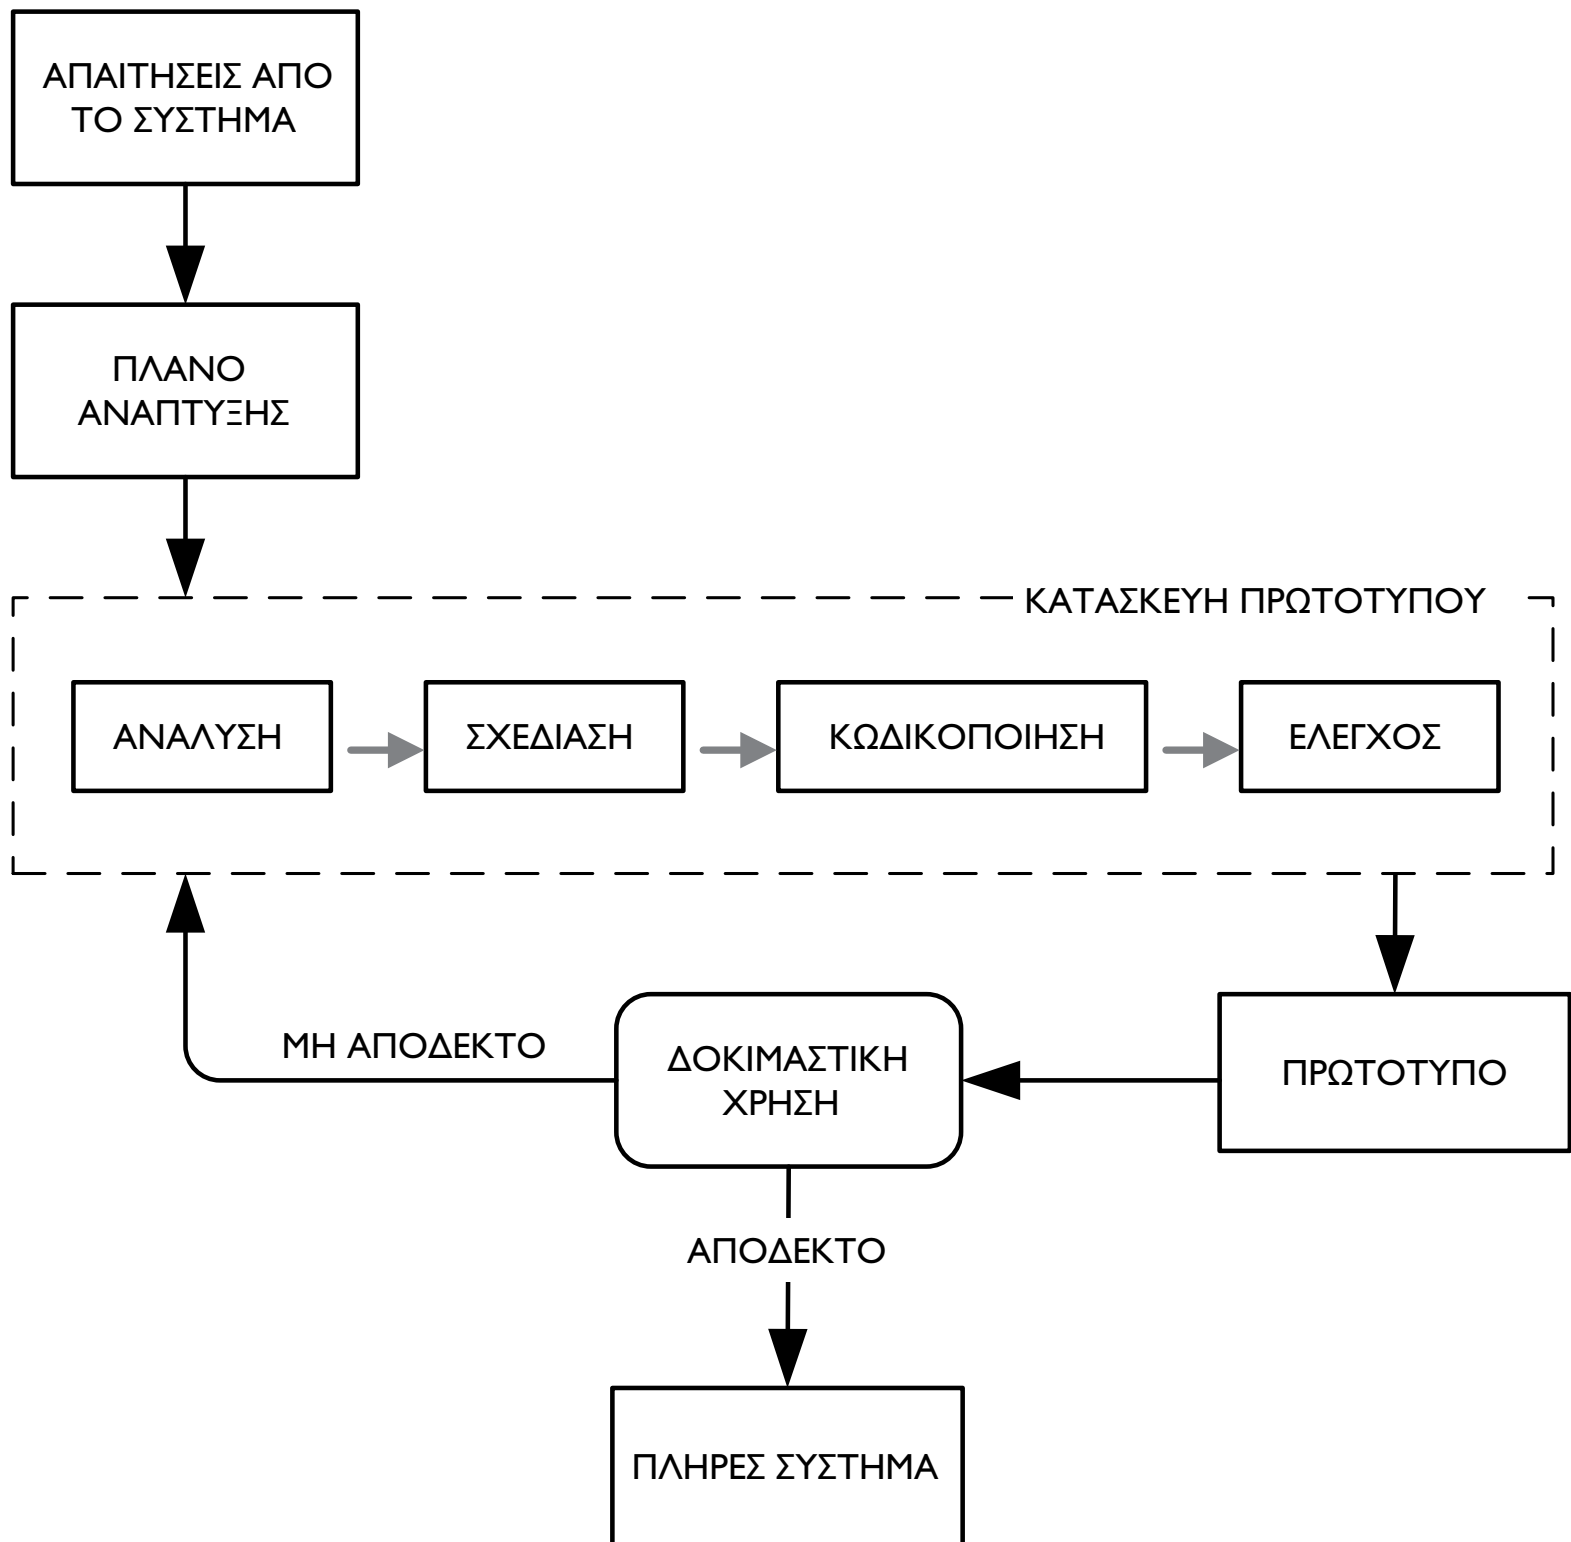 ΑΠΑΙΤΗΣΕΙΣ ΑΠΟ
ΤΟ ΣΥΣΤΗΜΑ
ΠΛΑΝΟ
ΑΝΑΠΤΥΞΗΣ
ΚΑΤΑΣΚΕΥΗ ΠΡΩΤΟΤΥΠΟΥ
ΑΝΑΛΥΣΗ
ΣΧΕΔΙΑΣΗ
ΚΩΔΙΚΟΠΟΙΗΣΗ
ΕΛΕΓΧΟΣ
ΜΗ ΑΠΟΔΕΚΤΟ
ΔΟΚΙΜΑΣΤΙΚΗ
ΧΡΗΣΗ
ΠΡΩΤΟΤΥΠΟ
ΑΠΟΔΕΚΤΟ
ΠΛΗΡΕΣ ΣΥΣΤΗΜΑ